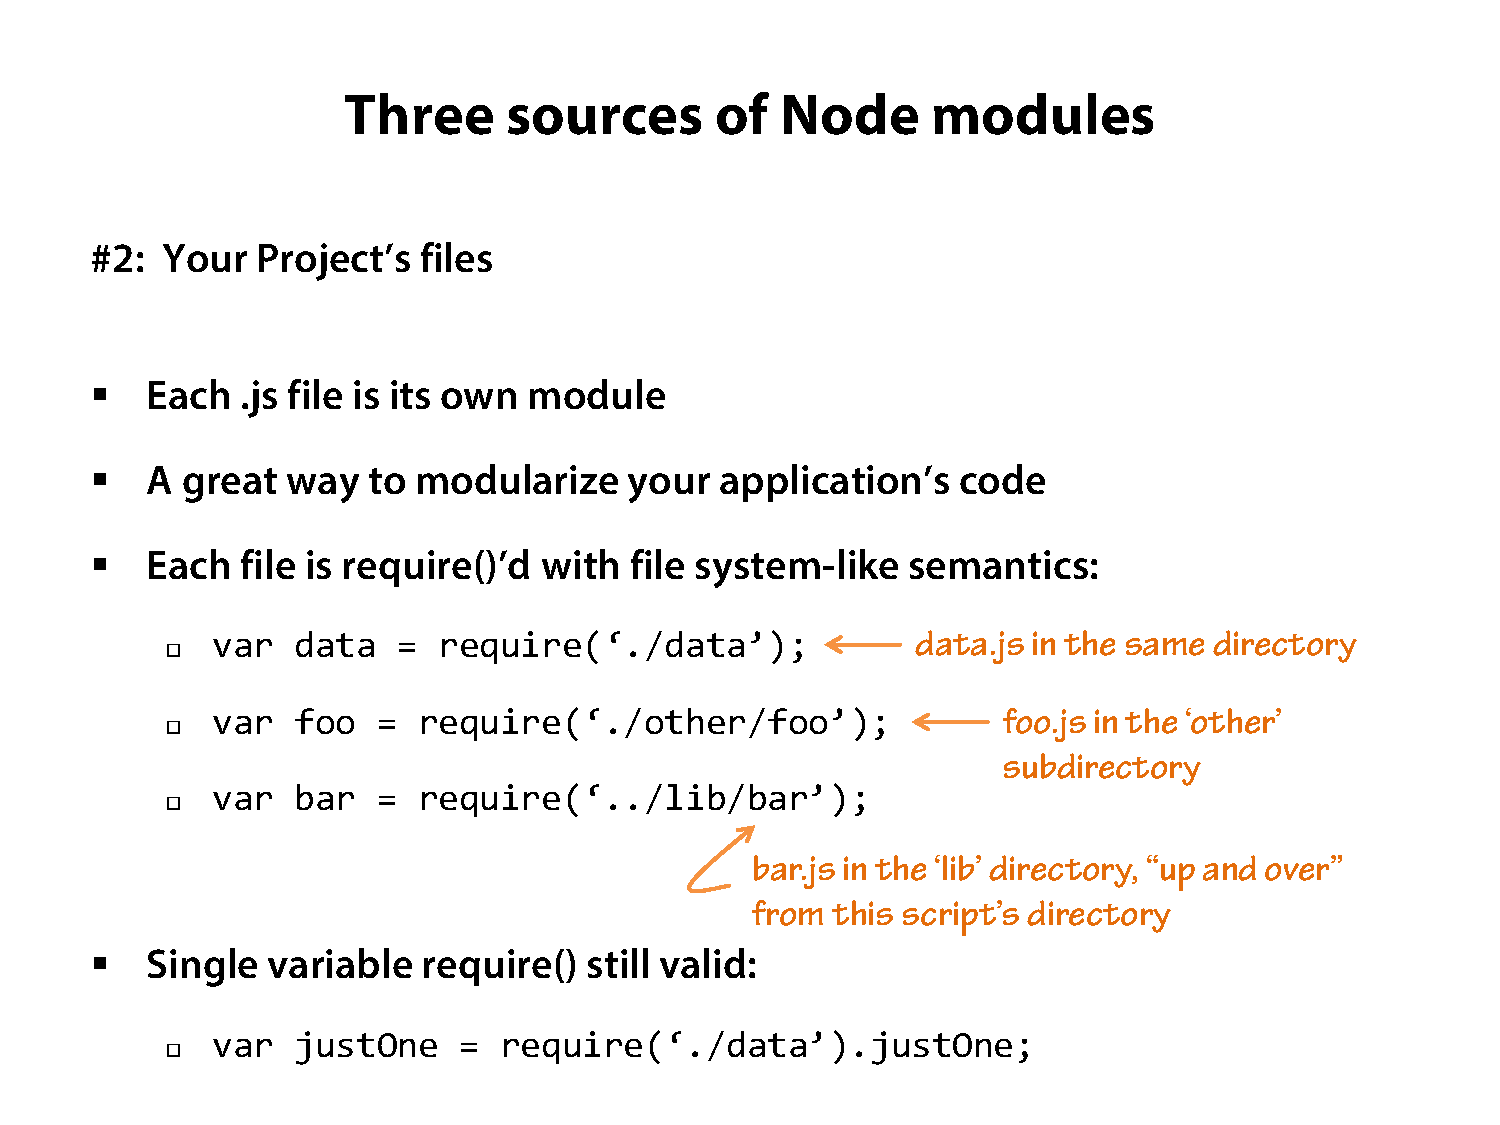 Three sources of Node modules
#2: Your Project’s files
▪ Each .js file is its own module
▪ A great way to modularize your application’s code
▪ Each file is require()’d with file system-like semantics:
□ var data = require(‘./data’); data.js in the same directory
□ var foo = require(‘./other/foo’); foo.js in the ‘other’
subdirectory
□ var bar = require(‘../lib/bar’);
bar.js in the ‘lib’ directory, “up and over”
from this script’s directory
▪ Single variable require() still valid:
□ var justOne = require(‘./data’).justOne;